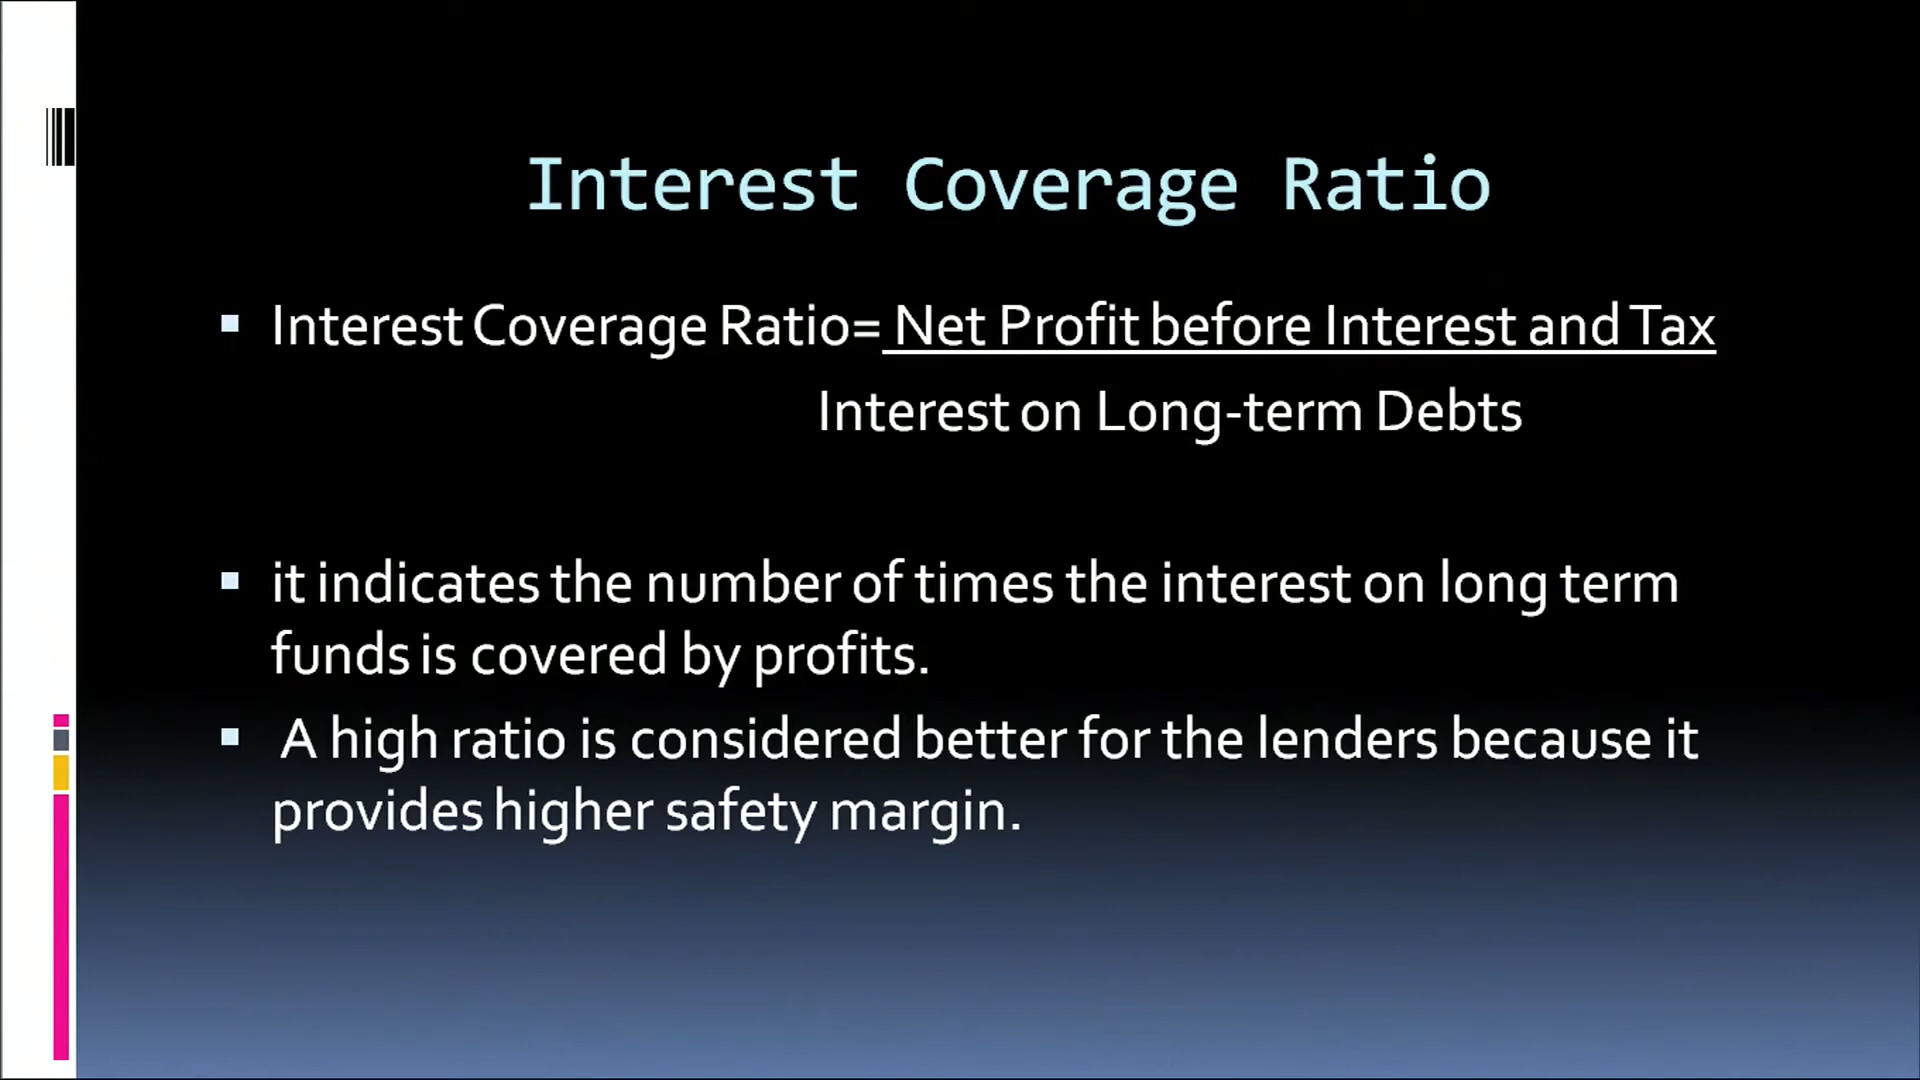 Interest Coverage Ratio
Interest Coverage Ratio= Net Profit before Interest and Tax
Interest on Long-term Debts
it indicates the number of times the interest on long term
funds is covered by profits.
A high ratio is considered better for the lenders because it
provides higher safety margin.